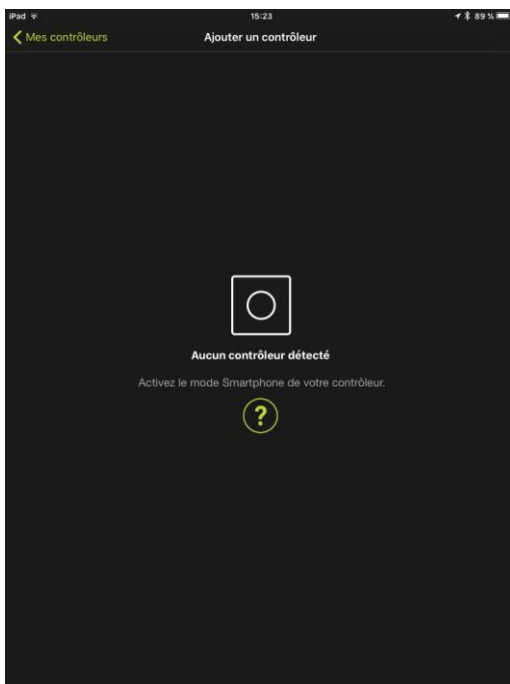 iPad 15:23 89 %
Mes contrôleurs Ajouter un contrôleur
Aucun contrôleur détecté
Activez le mode Smartphone de votre contrôleur.
?